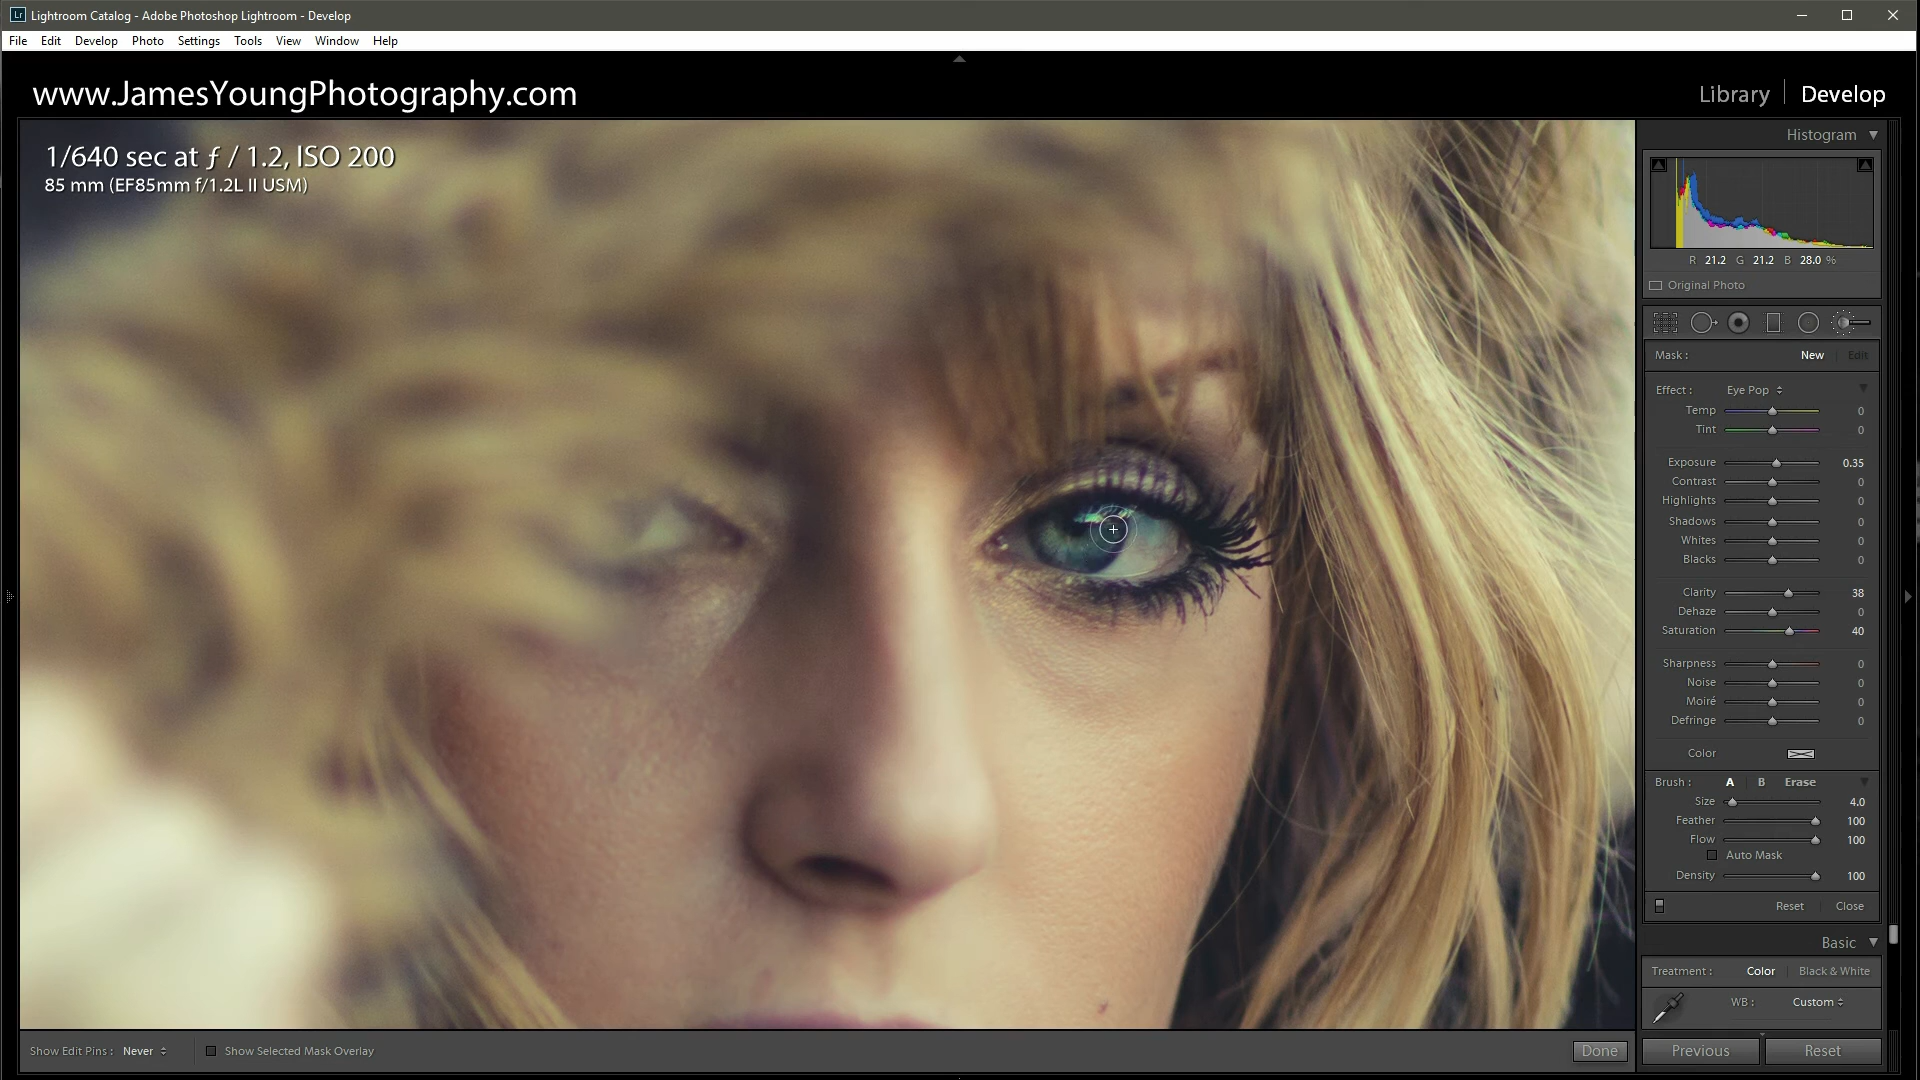 Lr Lightroom Catalog - Adobe Photoshop Lightroom - Develop
File Edit Develop Photo Settings Tools View Window Help
www.JamesYoungPhotography.com
Library Develop
1/640 sec at ƒ / 1.2, ISO 200
85 mm (EF85mm f/1.2L II USM)
Histogram
R 21.2 G 21.2 B 28.0 %
Original Photo
Mask : New Edit
Effect : Eye Pop
Temp 0
Tint 0
Exposure 0.35
Contrast 0
Highlights 0
Shadows 0
Whites 0
Blacks 0
Clarity 38
Dehaze 0
Saturation 40
Sharpness 0
Noise 0
Moiré 0
Defringe 0
Color
Brush : A B Erase
Size 4.0
Feather 100
Flow 100
Auto Mask
Density 100
Reset Close
Basic
Treatment : Color Black & White
WB : Custom
Show Edit Pins : Never Show Selected Mask Overlay Done
Previous Reset